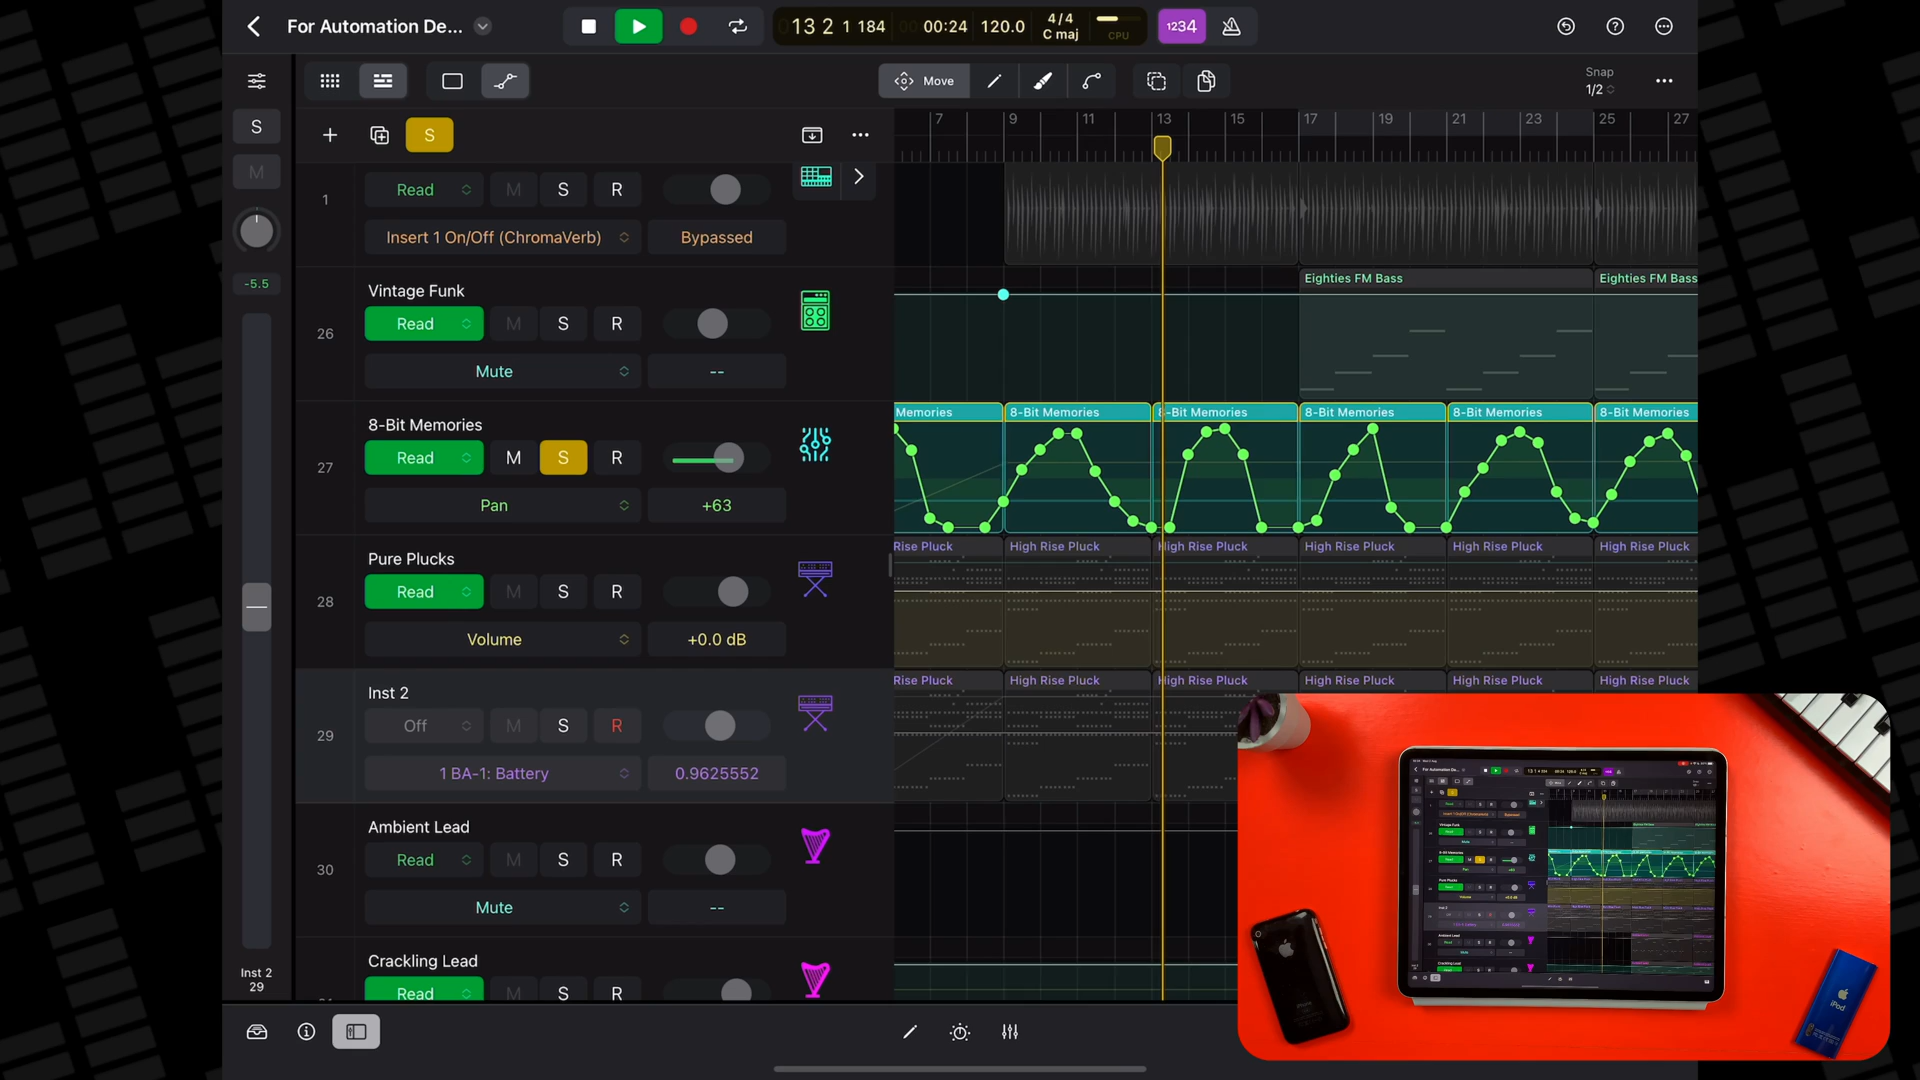 For Automation De...
13 2 1 184
00:24
120.0
4/4
C maj
CPU
1234
Move
Snap
1/2
S
M
-5.5
S
7 9 11 13 15 17 19 21 23 25 27
1
Read
M
S
R
Insert 1 On/Off (ChromaVerb)
Bypassed
Eighties FM Bass
Eighties FM Bass
26
Vintage Funk
Read
M
S
R
Mute
--
27
8-Bit Memories
Read
M
S
R
Pan
+63
Memories
8-Bit Memories
8-Bit Memories
8-Bit Memories
8-Bit Memories
8-Bit Memories
28
Pure Plucks
Read
M
S
R
Volume
+0.0 dB
Rise Pluck
High Rise Pluck
High Rise Pluck
High Rise Pluck
High Rise Pluck
High Rise Pluck
29
Inst 2
Off
M
S
R
1 BA-1: Battery
0.9625552
Rise Pluck
High Rise Pluck
High Rise Pluck
High Rise Pluck
High Rise Pluck
High Rise Pluck
30
Ambient Lead
Read
M
S
R
Mute
--
Crackling Lead
Read
M
S
R
Inst 2
29
iPhone
iPod